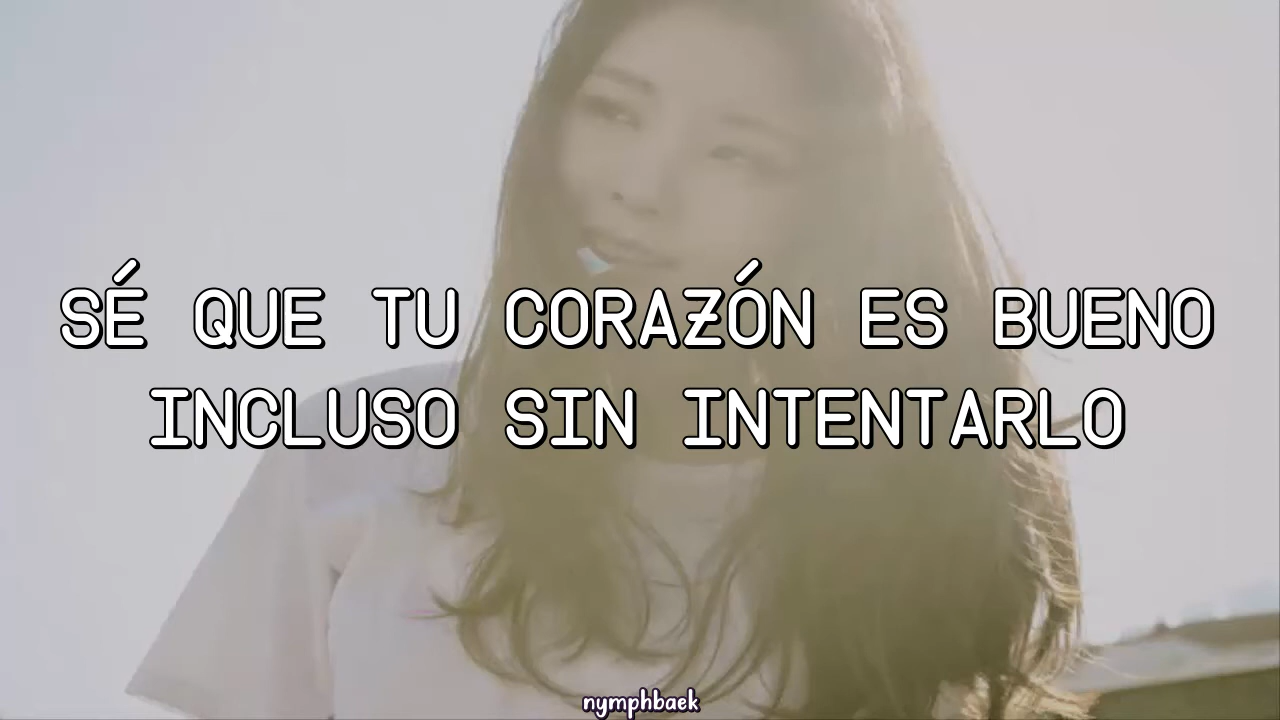 SÉ QUE TU CORAZÓN ES BUENO
INCLUSO SIN INTENTARLO
nymphbaek